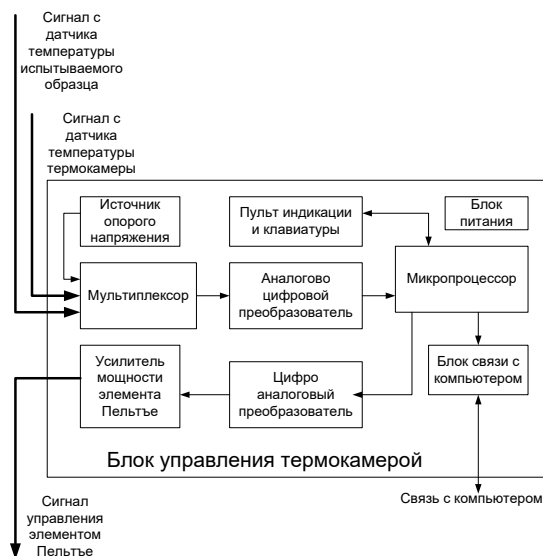 Сигнал с
датчика
температуры
испытываемого
образца
Сигнал с
датчика
температуры
термокамеры
Источник
опорого
напряжения
Пульт индикации
и клавиатуры
Блок
питания
Мультиплексор
Аналогово
цифровой
преобразователь
Микропроцессор
Усилитель
мощности
элемента
Пельтъе
Цифро
аналоговый
преобразователь
Блок связи с
компьютером
Блок управления термокамерой
Сигнал
управления
элементом
Пельтъе
Связь с компьютером